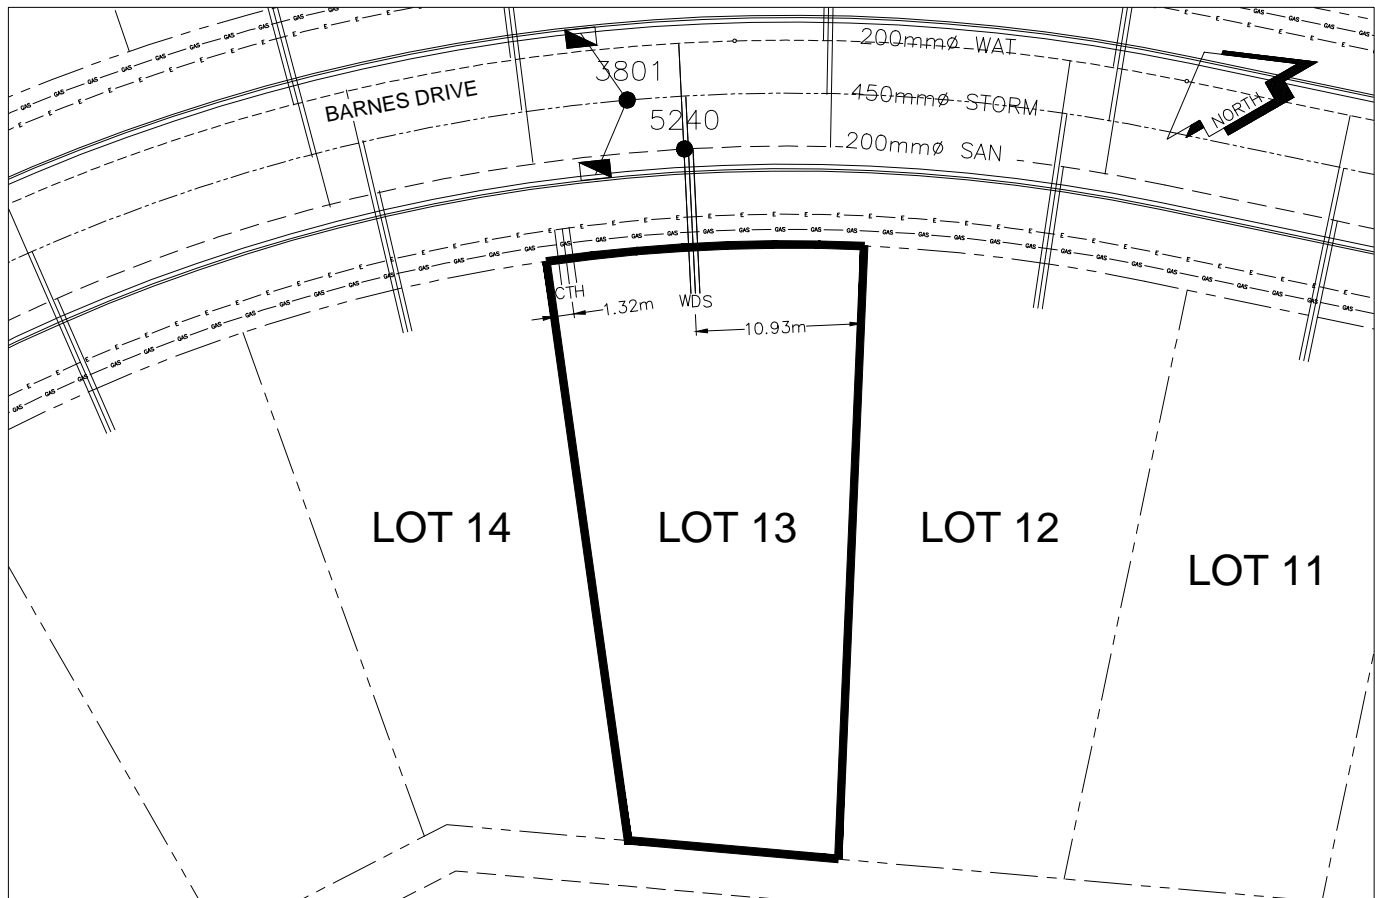 200mmø WAT
3801
BARNES DRIVE
450mmø STORM
NORTH
5240
200mmø SAN
E
GAS
CTH
1.32m
WDS
10.93m
LOT 14
LOT 13
LOT 12
LOT 11